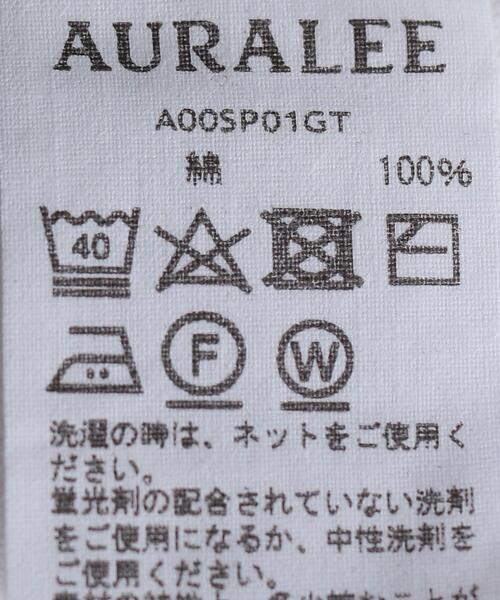 AURALEE
A00SP01GT
綿 100%
40
F W
洗濯の時は、ネットをご使用く
ださい。
蛍光剤の配合されていない洗剤
をご使用になるか、中性洗剤を
ご使用ください。